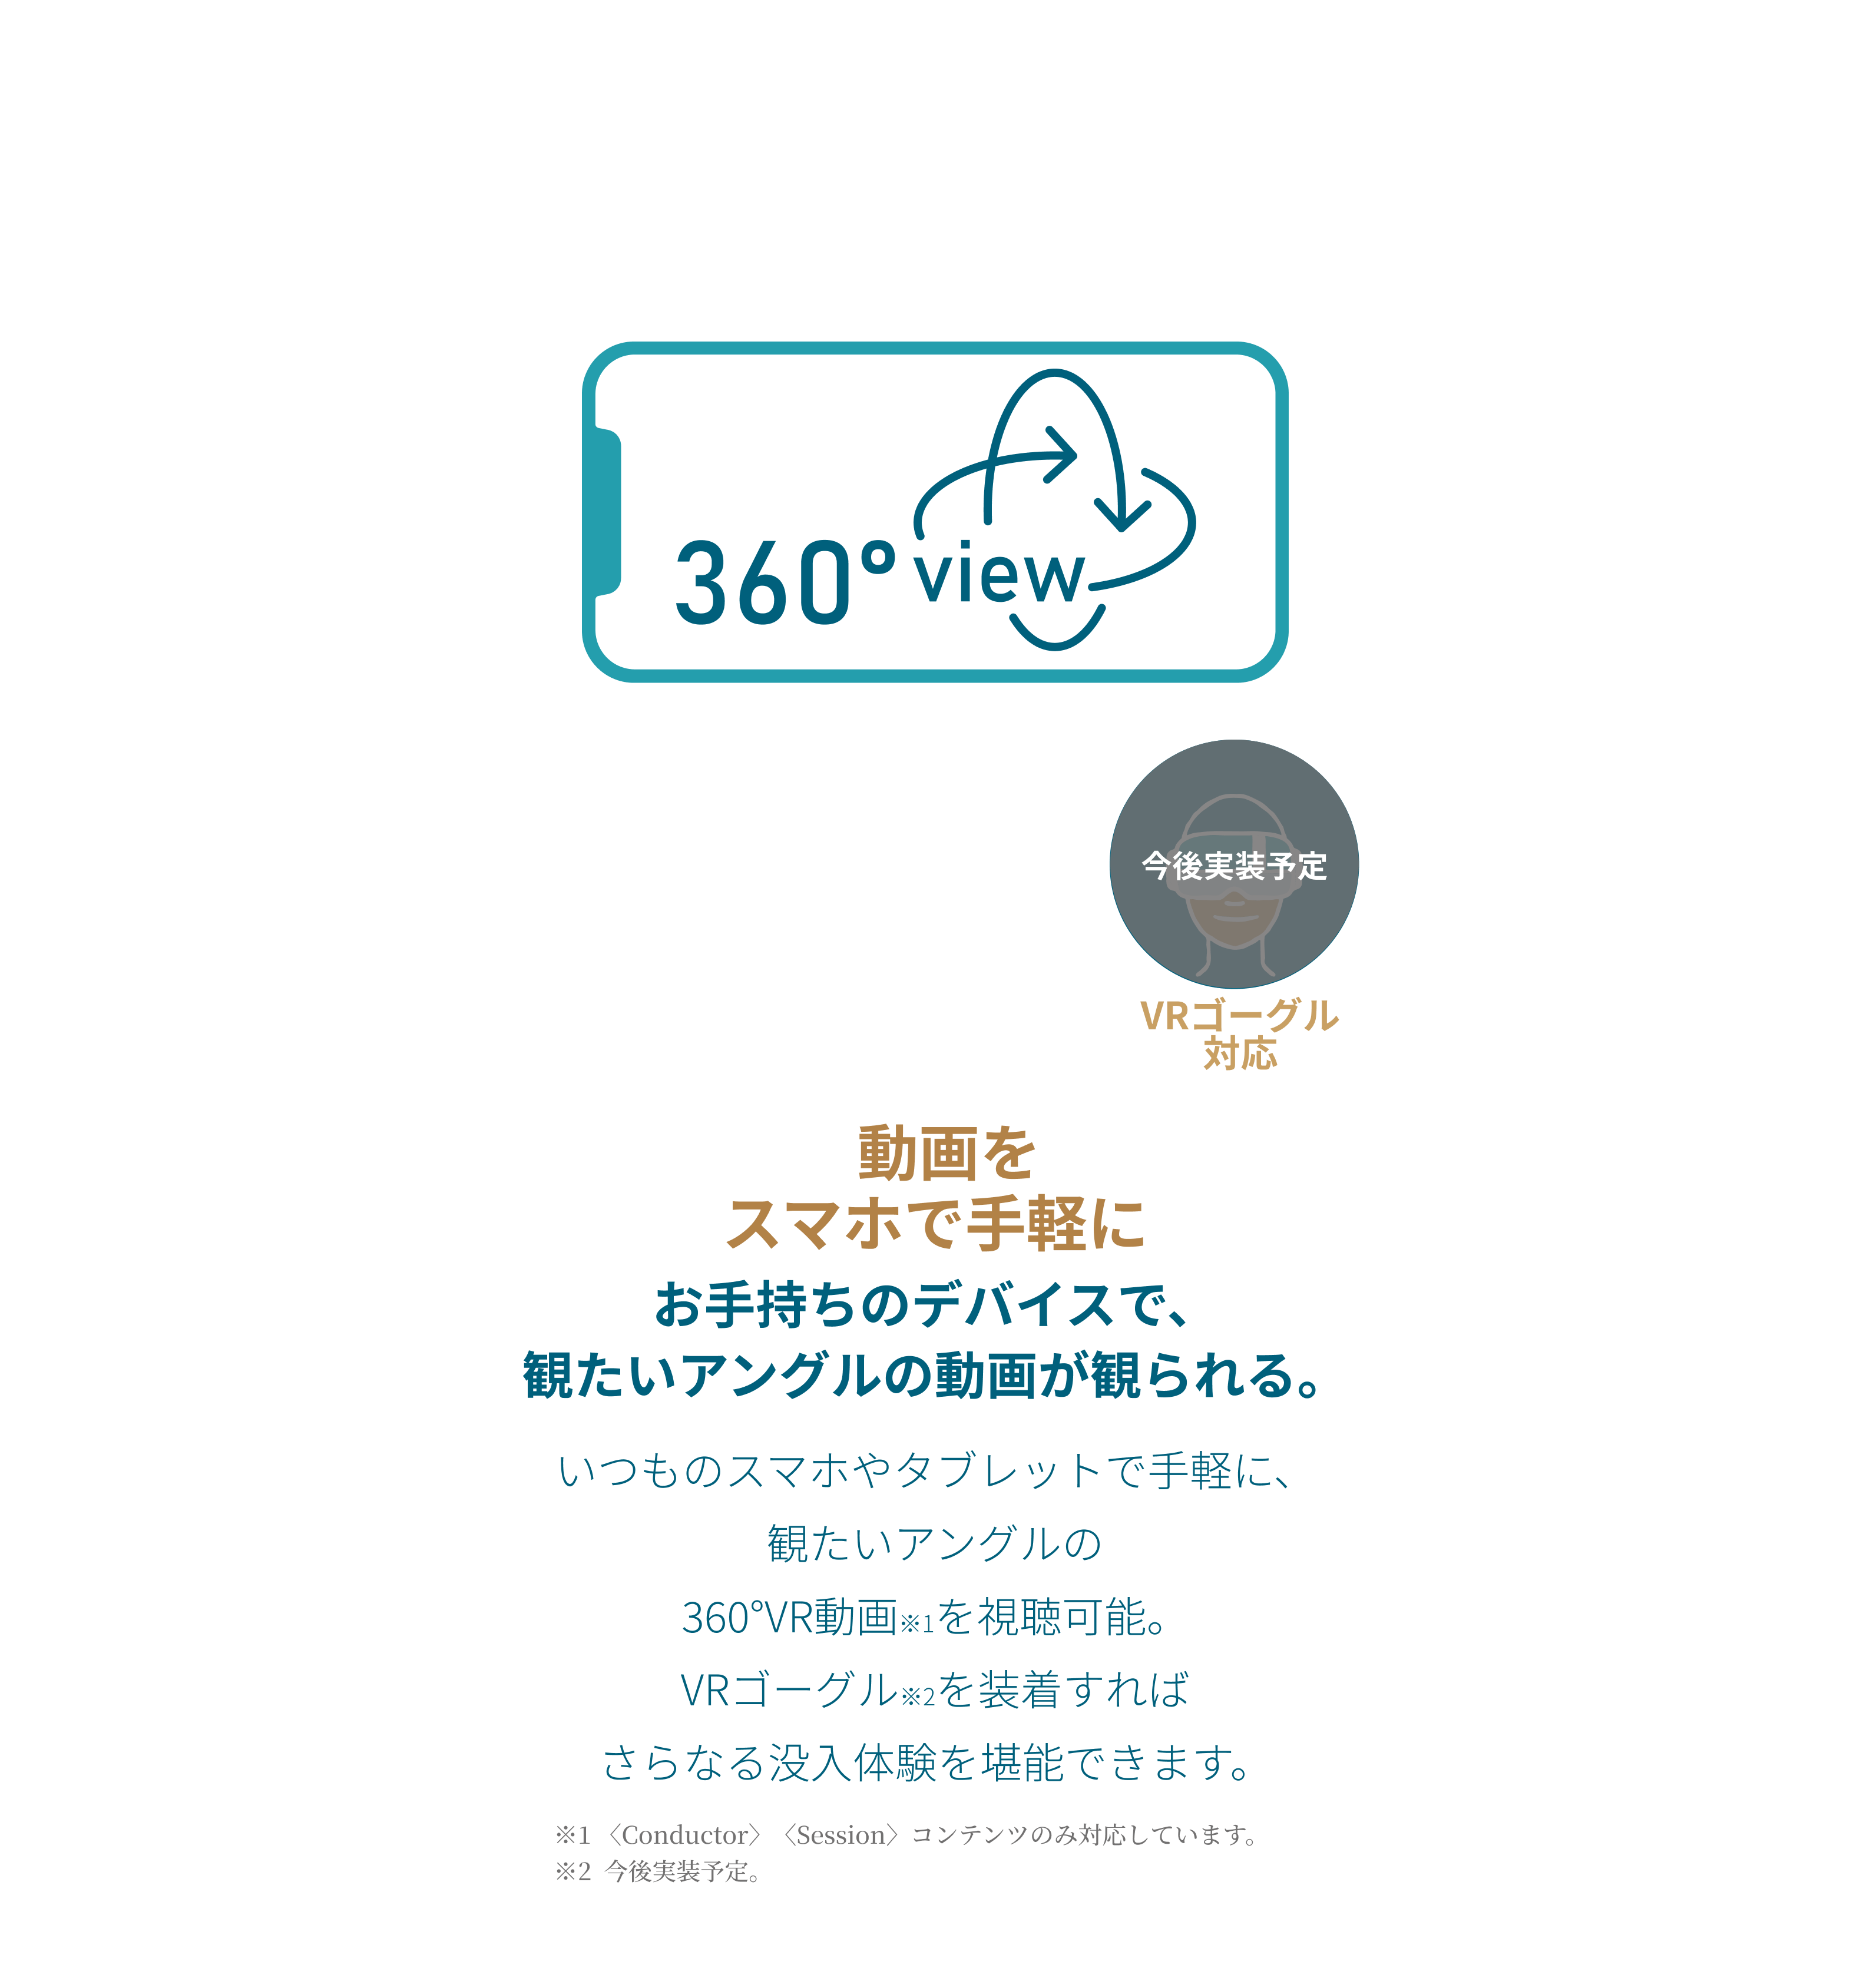 360° view
今後実装予定
VRゴーグル
対応
動画を
スマホで手軽に
お手持ちのデバイスで、
観たいアングルの動画が観られる。
いつものスマホやタブレットで手軽に、
観たいアングルの
360°VR動画※1を視聴可能。
VRゴーグル※2を装着すれば
さらなる没入体験を堪能できます。
※1 〈Conductor〉〈Session〉コンテンツのみ対応しています。
※2 今後実装予定。